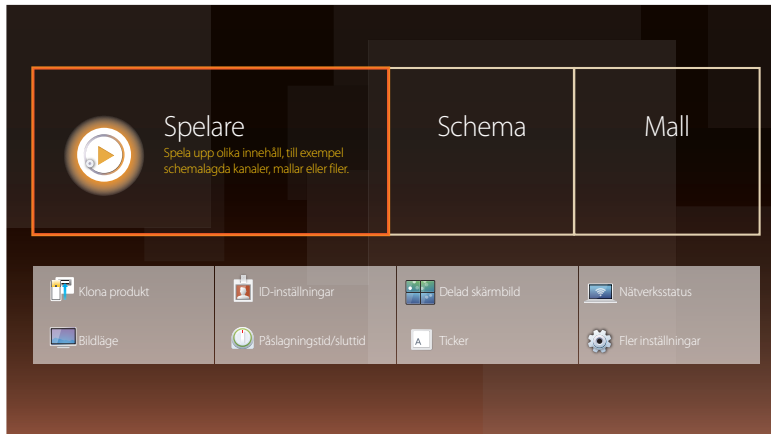 Spelare
Spela upp olika innehåll, till exempel
schemalagda kanaler, mallar eller filer.
Schema
Mall
Klona produkt
ID-inställningar
Delad skärmbild
Nätverksstatus
Bildläge
Påslagningstid/sluttid
A
Ticker
Fler inställningar